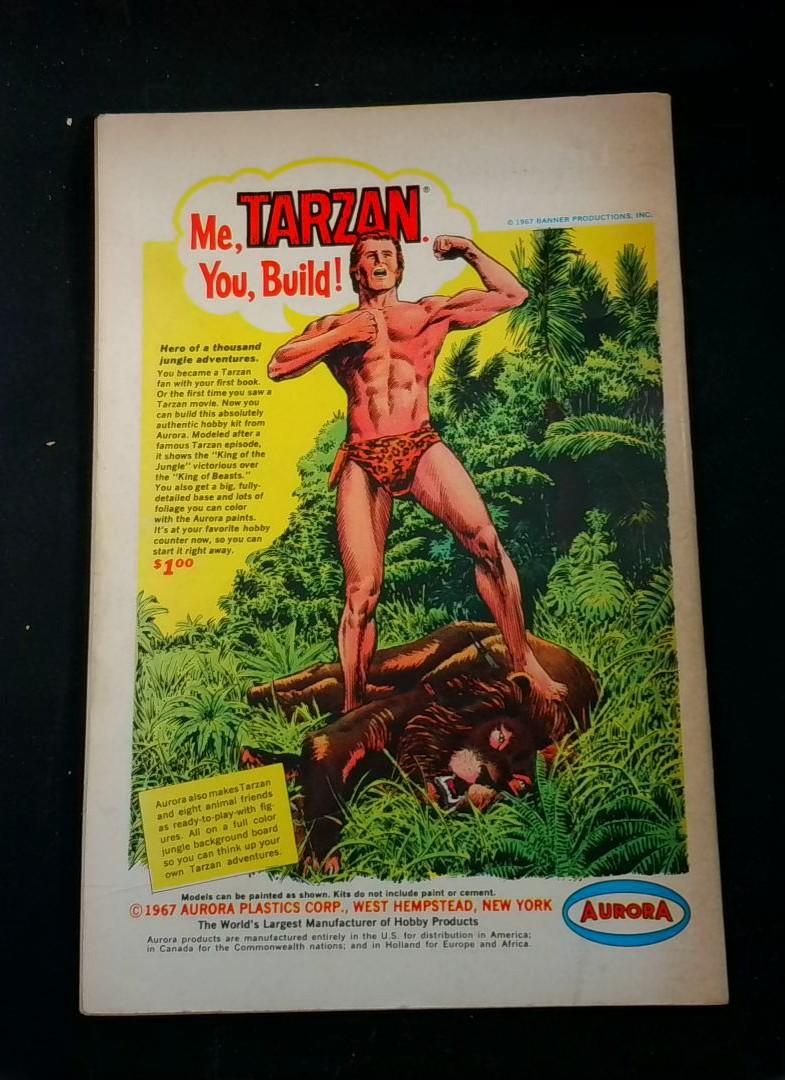 Me, TARZAN®.
You, Build!
© 1967 BANNER PRODUCTIONS, INC.
Hero of a thousand
jungle adventures.
You became a Tarzan
fan with your first book.
Or the first time you saw a
Tarzan movie. Now you
can build this absolutely
authentic hobby kit from
Aurora. Modeled after a
famous Tarzan episode,
it shows the "King of the
Jungle" victorious over
the "King of Beasts."
You also get a big, fully-
detailed base and lots of
foliage you can color
with the Aurora paints.
It's at your favorite hobby
counter now, so you can
start it right away.
$1 00
Aurora also makes Tarzan
and eight animal friends
as ready-to-play-with fig-
ures. All on a full color
jungle background board
so you can think up your
own Tarzan adventures.
Models can be painted as shown. Kits do not include paint or cement.
© 1967 AURORA PLASTICS CORP., WEST HEMPSTEAD, NEW YORK
The World's Largest Manufacturer of Hobby Products
Aurora products are manufactured entirely in the U.S. for distribution in America;
in Canada for the Commonwealth nations; and in Holland for Europe and Africa.
AURORA